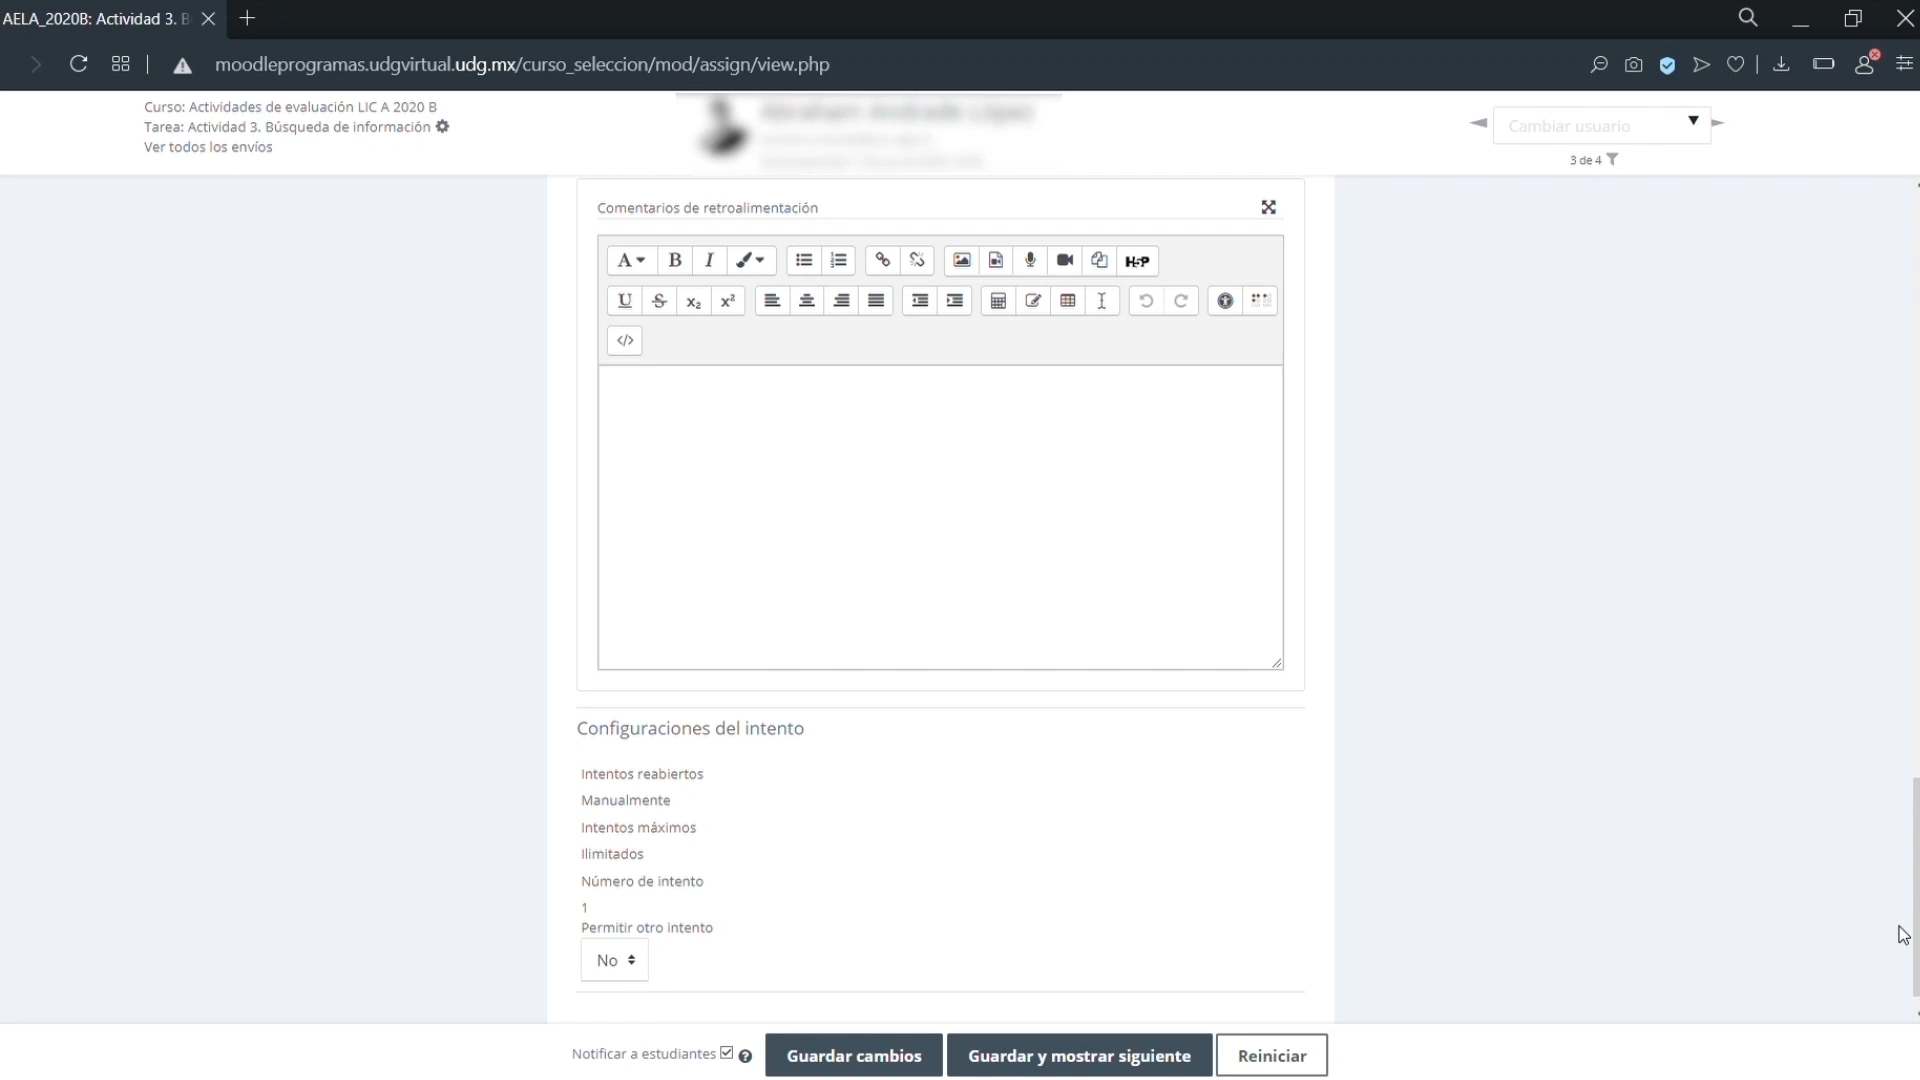 AELA_2020B: Actividad 3. B
moodleprogramas.udgvirtual.udg.mx/curso_seleccion/mod/assign/view.php
Curso: Actividades de evaluación LIC A 2020 B
Tarea: Actividad 3. Búsqueda de información
Ver todos los envíos
Cambiar usuario
3 de 4
Comentarios de retroalimentación
H5P
Configuraciones del intento
Intentos reabiertos
Manualmente
Intentos máximos
Ilimitados
Número de intento
1
Permitir otro intento
No
Notificar a estudiantes
Guardar cambios
Guardar y mostrar siguiente
Reiniciar